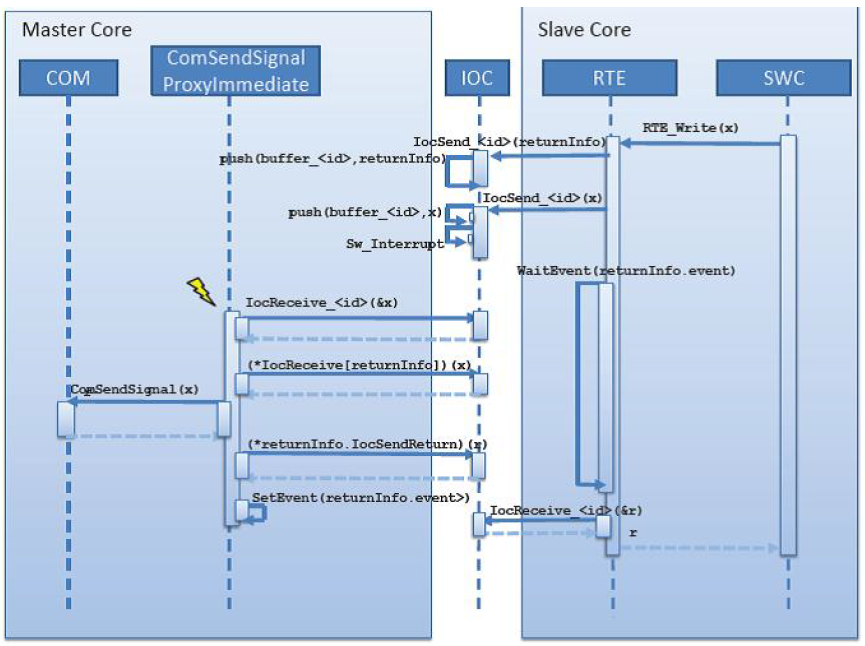 Master Core
Slave Core
COM
ComSendSignal
ProxyImmediate
IOC
RTE
SWC
RTE_Write(x)
IocSend_<id>(returnInfo)
push(buffer_<id>,returnInfo)
IocSend_<id>(x)
push(buffer_<id>,x)
Sw_Interrupt
WaitEvent(returnInfo.event)
IocReceive_<id>(&x)
(*IocReceive[returnInfo])(x)
ComSendSignal(x)
(*returnInfo.IocSendReturn)(r)
SetEvent(returnInfo.event>)
IocReceive_<id>(&r)
r